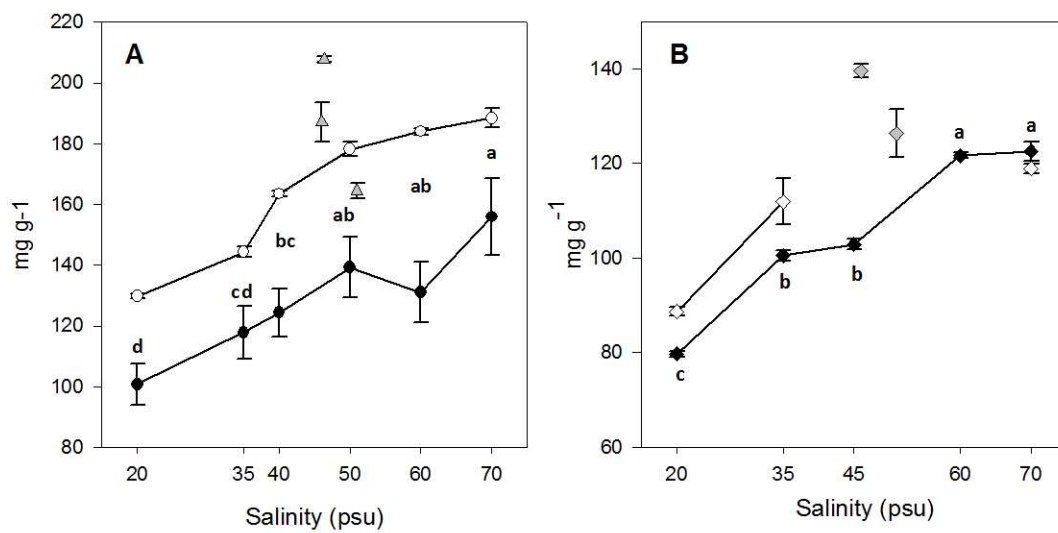 A
220
200
180
160
140
120
100
80
mg g-1
a
ab
ab
bc
cd
d
20 35 40 50 60 70
Salinity (psu)
B
140
120
100
80
60
mg g-1
a a
b b
c
20 35 45 60 70
Salinity (psu)